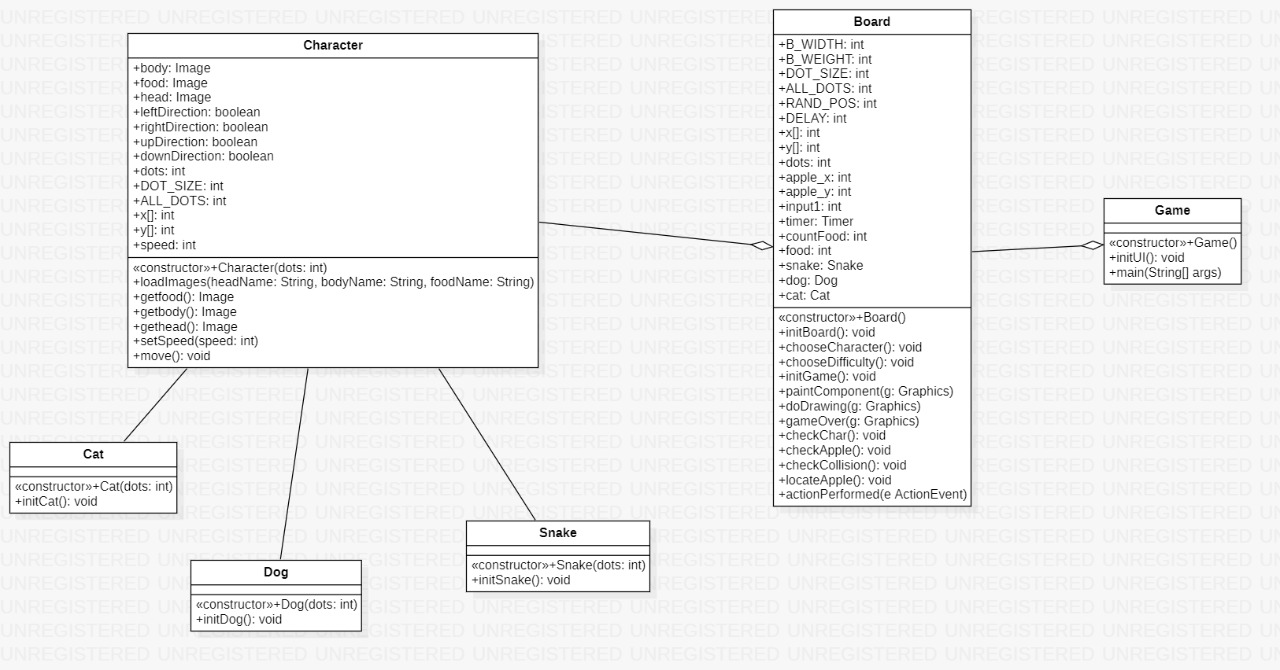 Character
+body: Image
+food: Image
+head: Image
+leftDirection: boolean
+rightDirection: boolean
+upDirection: boolean
+downDirection: boolean
+dots: int
+DOT_SIZE: int
+ALL_DOTS: int
+x[]: int
+y[]: int
+speed: int
«constructor»+Character(dots: int)
+loadImages(headName: String, bodyName: String, foodName: String)
+getfood(): Image
+getbody(): Image
+gethead(): Image
+setSpeed(speed: int)
+move(): void
Board
+B_WIDTH: int
+B_WEIGHT: int
+DOT_SIZE: int
+ALL_DOTS: int
+RAND_POS: int
+DELAY: int
+x[]: int
+y[]: int
+dots: int
+apple_x: int
+apple_y: int
+input1: int
+timer: Timer
+countFood: int
+food: int
+snake: Snake
+dog: Dog
+cat: Cat
«constructor»+Board()
+initBoard(): void
+chooseCharacter(): void
+chooseDifficulty(): void
+initGame(): void
+paintComponent(g: Graphics)
+doDrawing(g: Graphics)
+gameOver(g: Graphics)
+checkChar(): void
+checkApple(): void
+checkCollision(): void
+locateApple(): void
+actionPerformed(e ActionEvent)
Game
«constructor»+Game()
+initUI(): void
+main(String[] args)
Cat
«constructor»+Cat(dots: int)
+initCat(): void
Dog
«constructor»+Dog(dots: int)
+initDog(): void
Snake
«constructor»+Snake(dots: int)
+initSnake(): void
UNREGISTERED